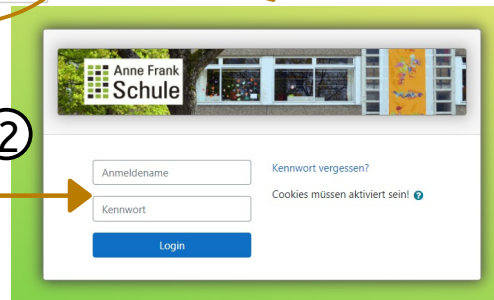 Anne Frank
Schule
2
Anmeldename
Kennwort vergessen?
Cookies müssen aktiviert sein!
Kennwort
Login